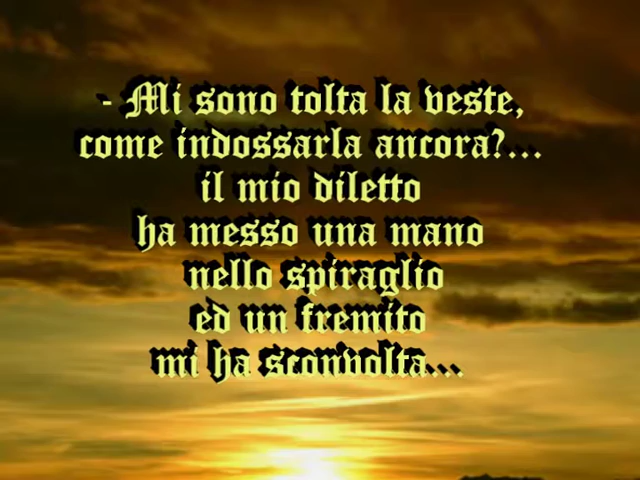 - Mi sono tolta la veste,
come indossarla ancora?...
il mio diletto
ha messo una mano
nello spiraglio
ed un fremito
mi ha sconvolta...